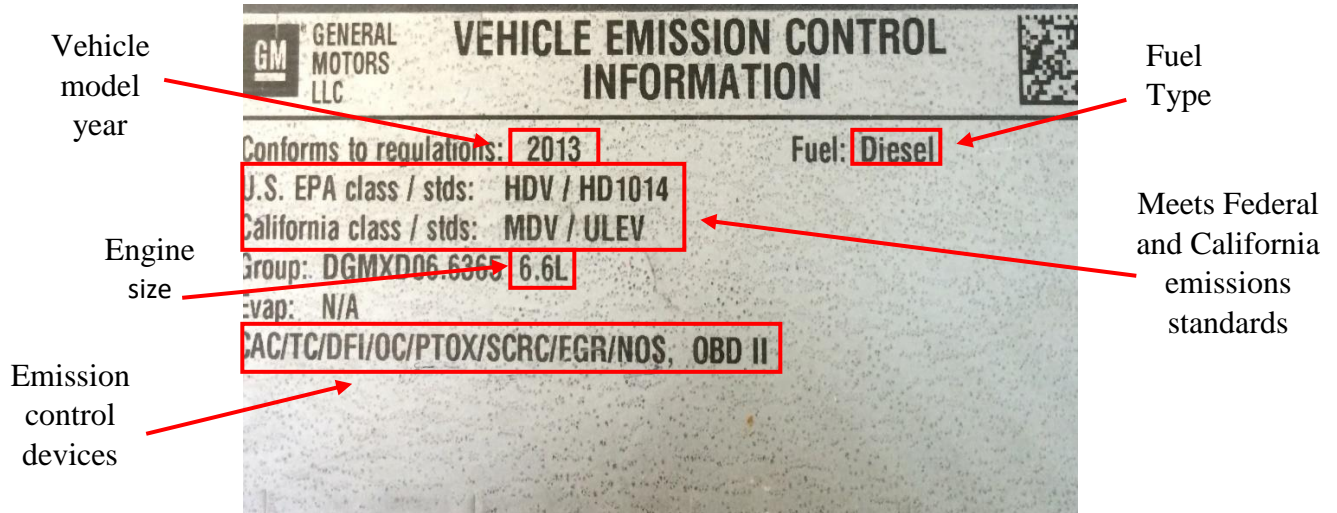 Vehicle
model
year
GM
GENERAL
MOTORS
LLC
VEHICLE EMISSION CONTROL
INFORMATION
Fuel
Type
Conforms to regulations: 2013 Fuel: Diesel
U.S. EPA class / stds: HDV / HD1014
California class / stds: MDV / ULEV
Group: DGMXD06.6365 6.6L
Evap: N/A
CAC/TC/DFI/OC/PTOX/SCRC/EGR/NOS, OBD II
Engine
size
Emission
control
devices
Meets Federal
and California
emissions
standards